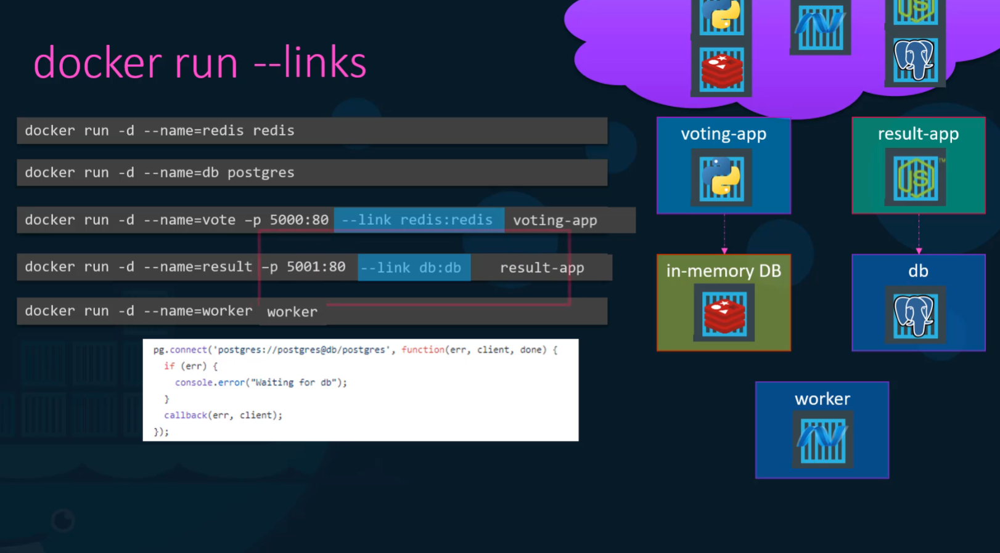 docker run --links
docker run -d --name=redis redis
docker run -d --name=db postgres
docker run -d --name=vote –p 5000:80 --link redis:redis voting-app
docker run -d --name=result –p 5001:80 --link db:db result-app
docker run -d --name=worker worker
pg.connect('postgres://postgres@db/postgres', function(err, client, done) {
if (err) {
console.error("Waiting for db");
}
callback(err, client);
});
JS
voting-app
result-app
JS
in-memory DB
db
worker